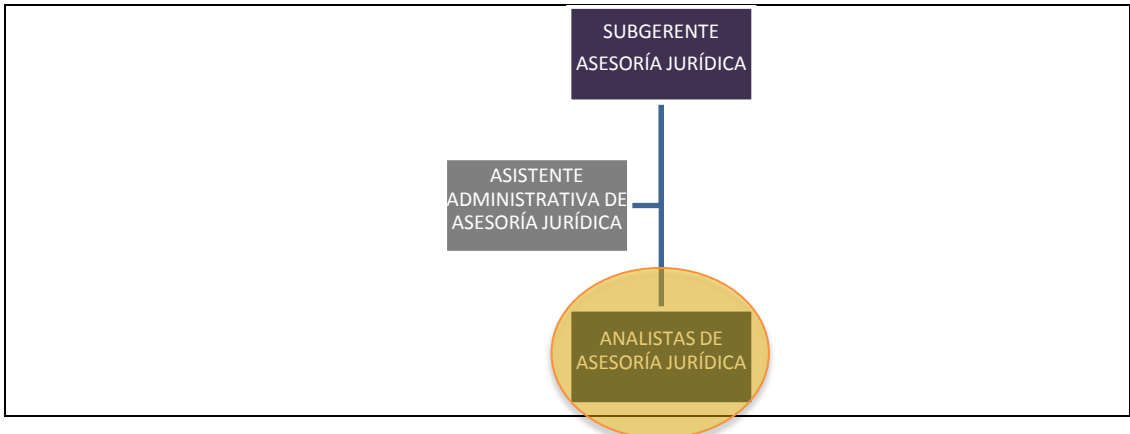 SUBGERENTE
ASESORÍA JURÍDICA
ASISTENTE
ADMINISTRATIVA DE
ASESORÍA JURÍDICA
ANALISTAS DE
ASESORÍA JURÍDICA